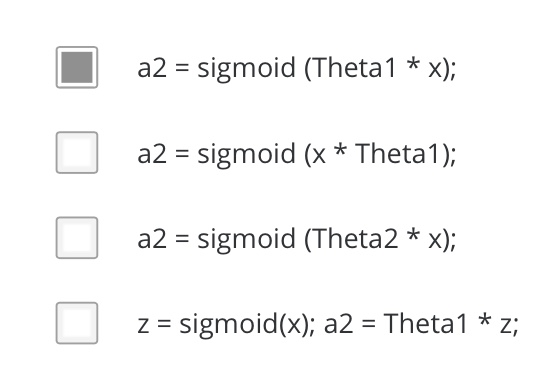 a2 = sigmoid (Theta1 * x);
a2 = sigmoid (x * Theta1);
a2 = sigmoid (Theta2 * x);
z = sigmoid(x); a2 = Theta1 * z;